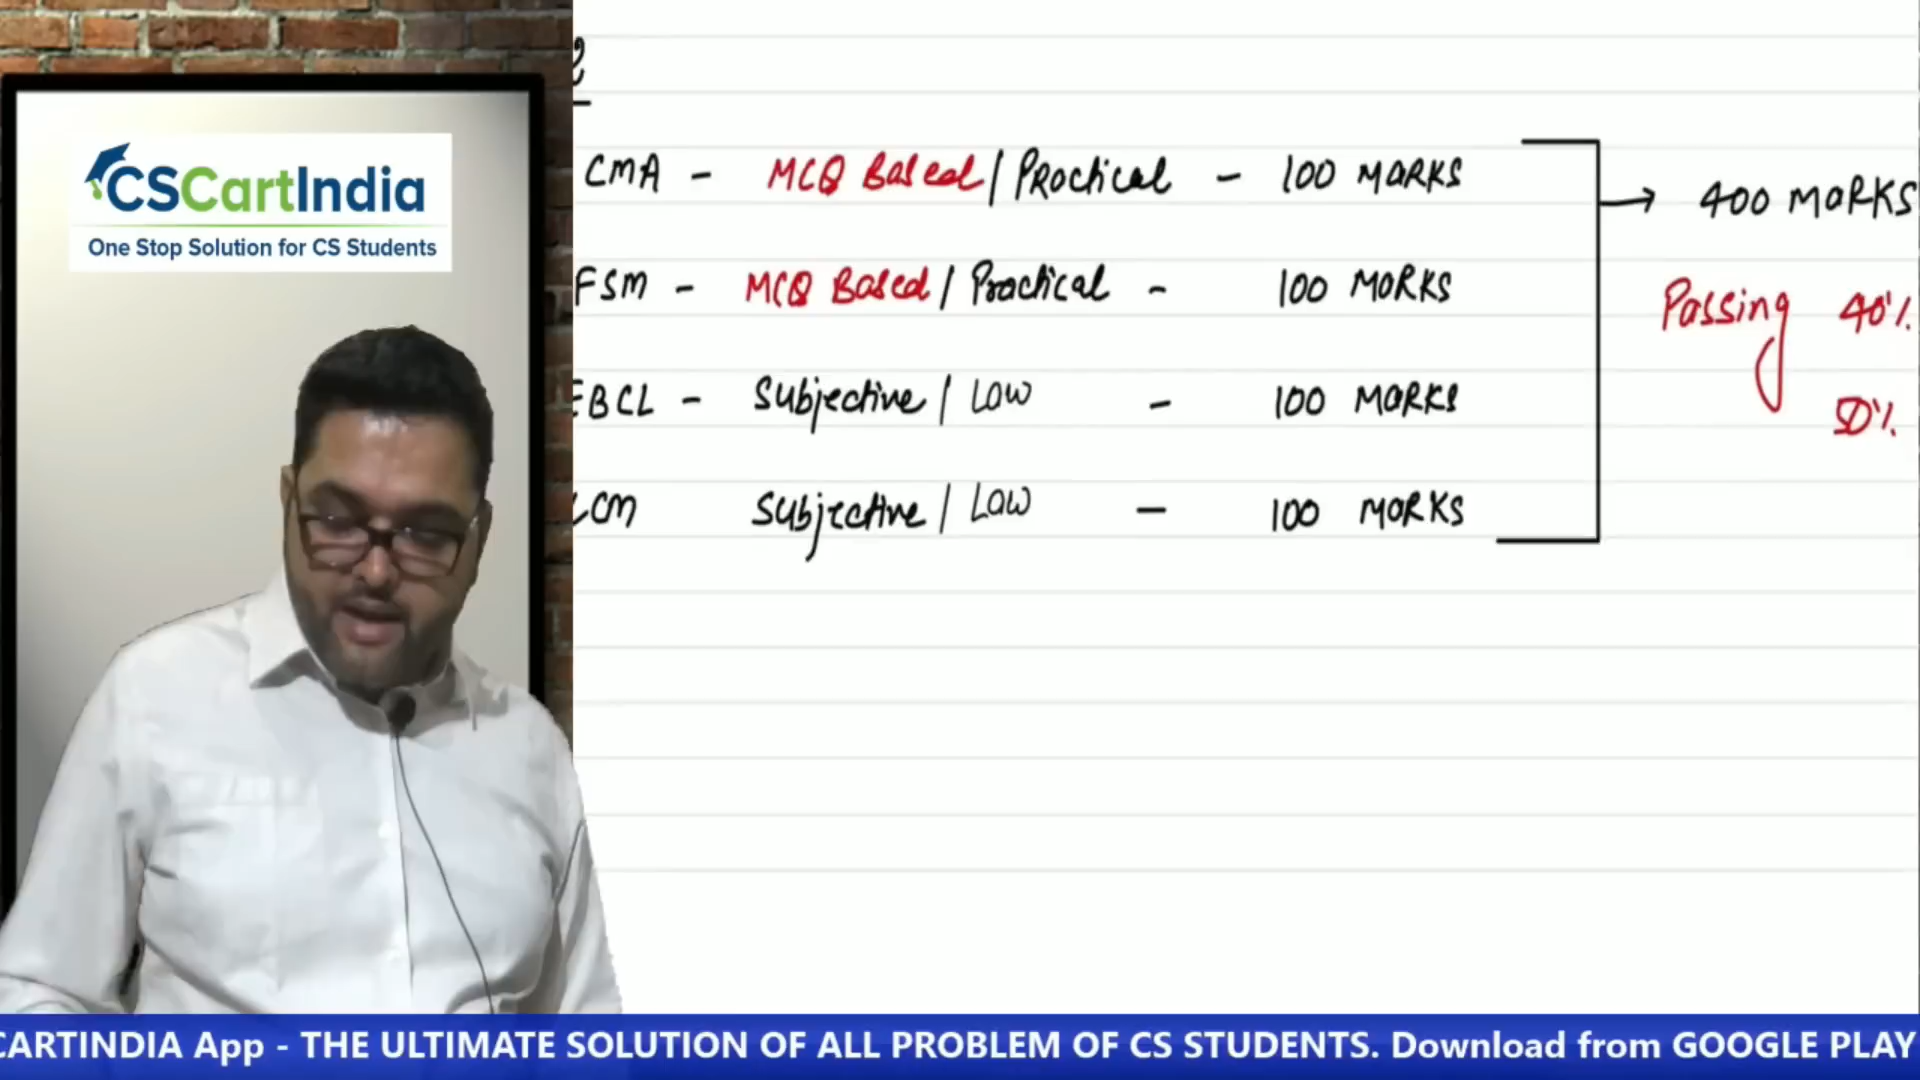 CSCartIndia
One Stop Solution for CS Students
CMA - MCQ Based / Practical - 100 MARKS
400 MARKS
FSM - MCQ Based / Practical - 100 MARKS
Passing 40%
EBCL - Subjective / Law - 100 MARKS
50%
LCM Subjective / Law - 100 MARKS
CARTINDIA App - THE ULTIMATE SOLUTION OF ALL PROBLEM OF CS STUDENTS. Download from GOOGLE PLAY